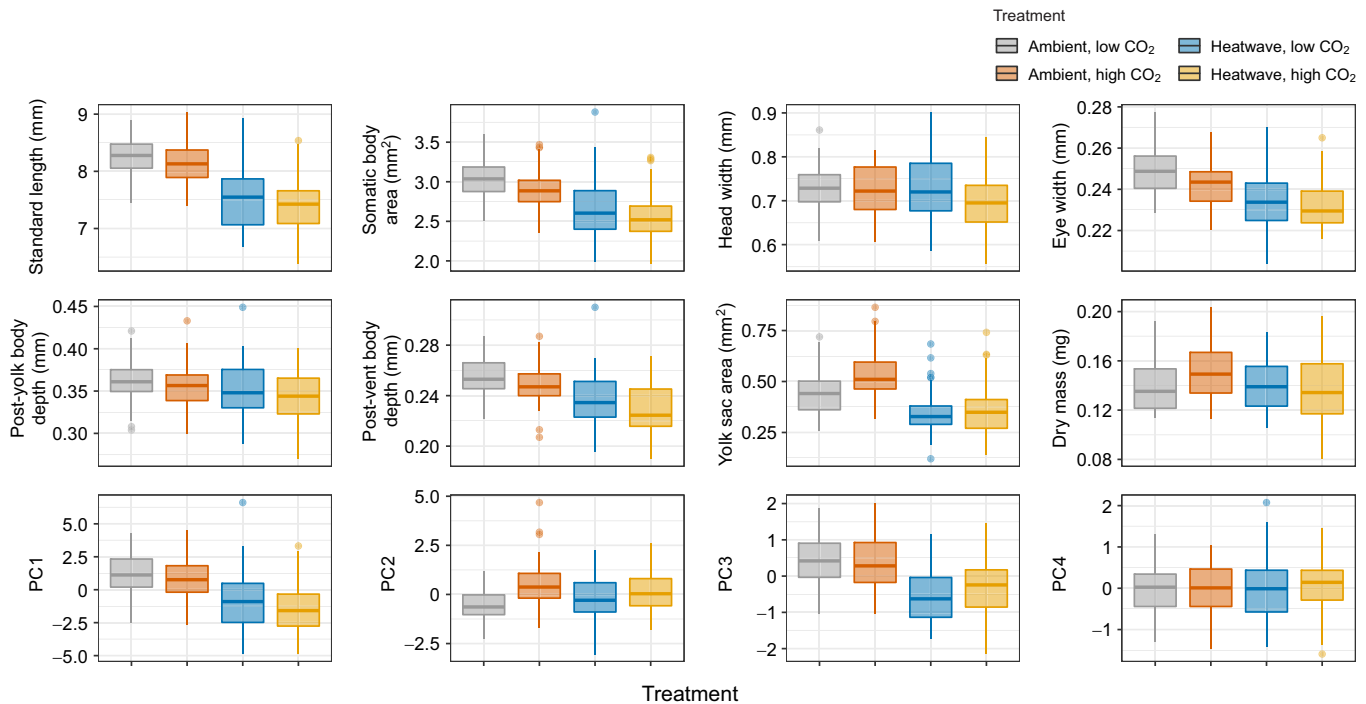 Treatment
Ambient, low CO₂
Heatwave, low CO₂
Ambient, high CO₂
Heatwave, high CO₂
Standard length (mm)
9
8
7
Somatic body
area (mm²)
3.5
3.0
2.5
2.0
Head width (mm)
0.9
0.8
0.7
0.6
Eye width (mm)
0.28
0.26
0.24
0.22
Post-yolk body
depth (mm)
0.45
0.40
0.35
0.30
Post-vent body
depth (mm)
0.28
0.24
0.20
Yolk sac area (mm²)
0.75
0.50
0.25
Dry mass (mg)
0.20
0.16
0.12
0.08
PC1
5.0
2.5
0
−2.5
−5.0
PC2
5.0
2.5
0
−2.5
PC3
2
1
0
−1
−2
PC4
2
1
0
−1
Treatment